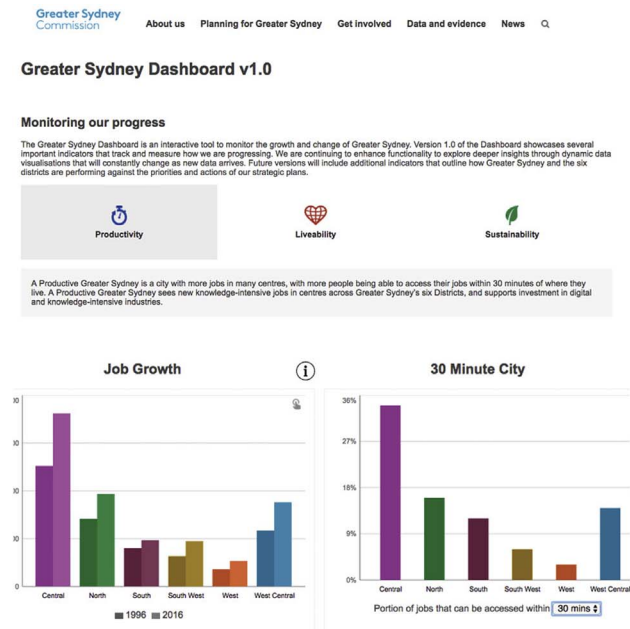 Greater Sydney
Commission
About us Planning for Greater Sydney Get involved Data and evidence News
Greater Sydney Dashboard v1.0
Monitoring our progress
The Greater Sydney Dashboard is an interactive tool to monitor the growth and change of Greater Sydney. Version 1.0 of the Dashboard showcases several
important indicators that track and measure how we are progressing. We are continuing to enhance functionality to explore deeper insights through dynamic data
visualisations that will constantly change as new data arrives. Future versions will include additional indicators that outline how Greater Sydney and the six
districts are performing against the priorities and actions of our strategic plans.
Productivity Liveability Sustainability
A Productive Greater Sydney is a city with more jobs in many centres, with more people being able to access their jobs within 30 minutes of where they
live. A Productive Greater Sydney sees new knowledge-intensive jobs in centres across Greater Sydney's six Districts, and supports investment in digital
and knowledge-intensive industries.
Job Growth i 30 Minute City
36%
27%
18%
9%
0 0%
Central North South South West West West Central Central North South South West West West Central
1996 2016
Portion of jobs that can be accessed within 30 mins